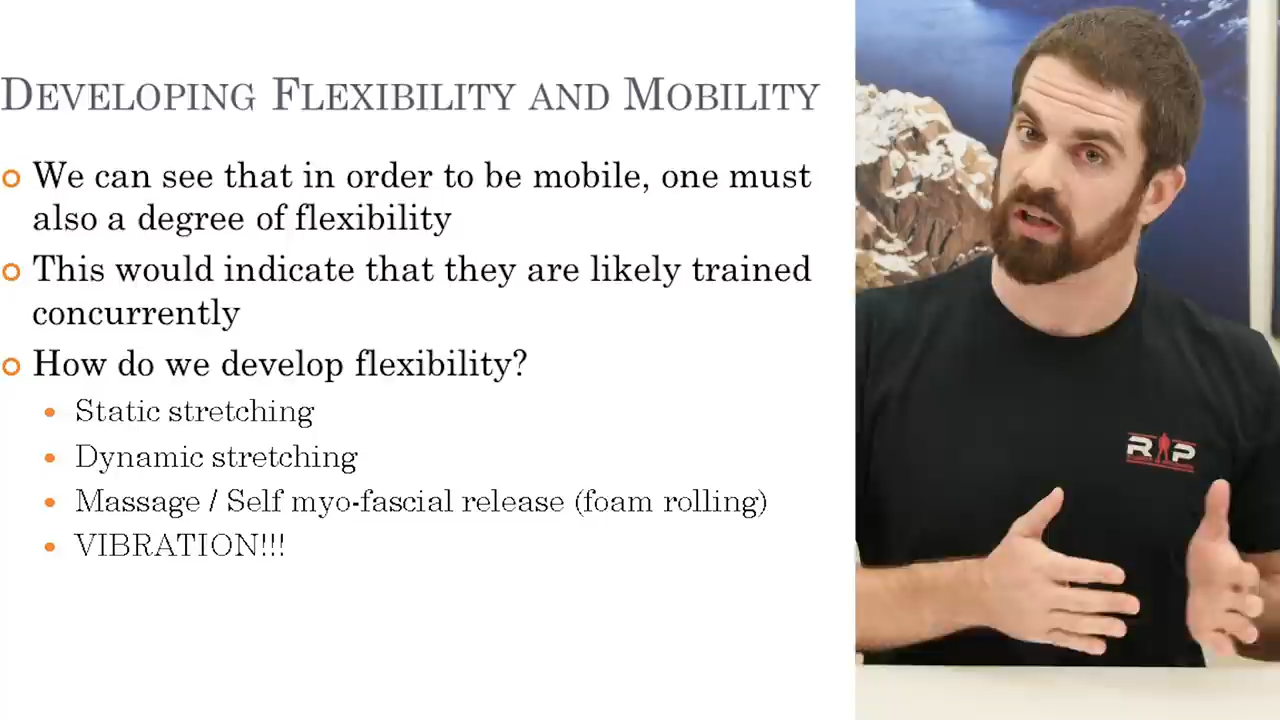 DEVELOPING FLEXIBILITY AND MOBILITY
We can see that in order to be mobile, one must
also a degree of flexibility
This would indicate that they are likely trained
concurrently
How do we develop flexibility?
Static stretching
Dynamic stretching
Massage / Self myo-fascial release (foam rolling)
VIBRATION!!!
RP